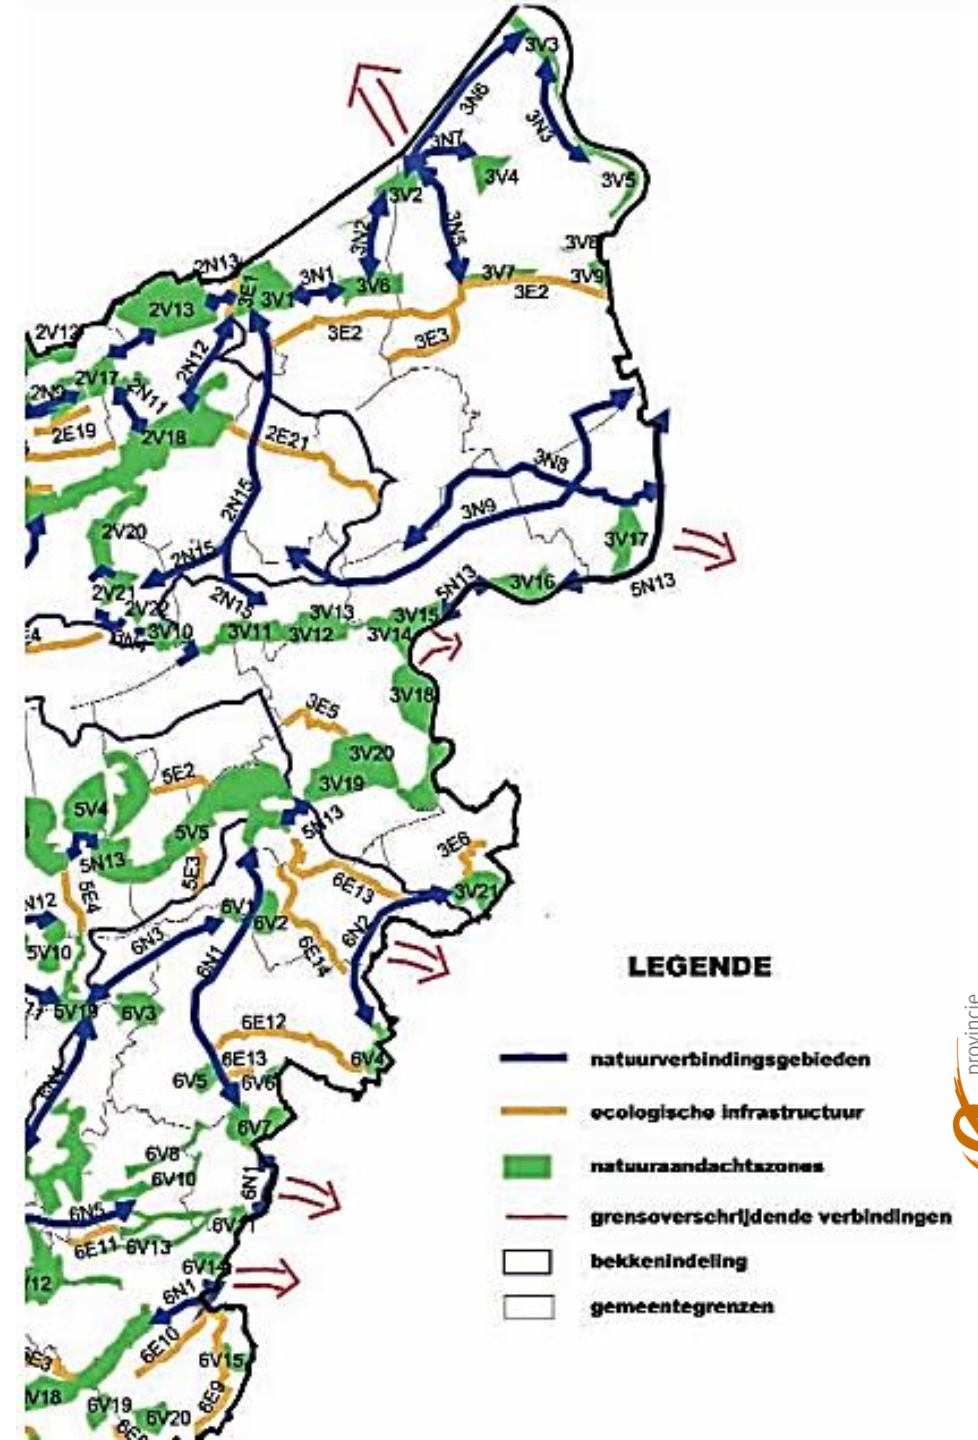 3V3
3N6
3N3
3N7
3V4
3V5
3V2
3N2
3N5
3V8
2N13
3E1
3V1
3N1
3V6
3V7
3V9
3E2
2V13
2V12
3E2
3E3
2N12
2V17
2N11
2N9
2E19
2V18
2E21
3N8
3N9
2N15
2V20
2N15
3V17
2V21
2V22
2N15
5N13
3V16
5N13
3V13
3V15
3V10
3V11
3V12
3V14
3V18
3E5
3V20
3V19
5E2
5V4
5V5
5N13
5N13
5E3
5E4
3E6
6E13
3V21
N12
6V1
6V2
6N2
6N3
5V10
6N1
6E14
LEGENDE
5V19
6V3
6E12
natuurverbindingsgebieden
6E13
6V4
6V5
6V6
ecologische infrastructuur
6V7
6V8
natuuraandachtszones
6V10
6N1
6N5
grensoverschrijdende verbindingen
6E11
6V13
6V14
bekkenindeling
6N1
gemeentegrenzen
6E10
6V15
V18
6E9
6V19
6V20
provincie